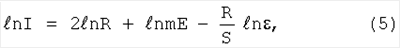 ℓnI = 2ℓnR + ℓnmE - R/S ℓnε, (5)